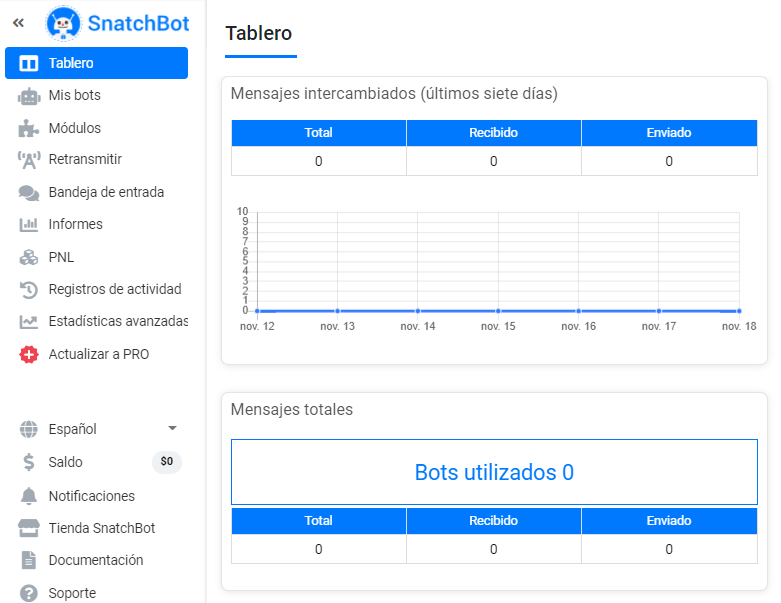 SnatchBot
Tablero
Mis bots
Módulos
Retransmitir
Bandeja de entrada
Informes
PNL
Registros de actividad
Estadísticas avanzadas
Actualizar a PRO
Español
Saldo $0
Notificaciones
Tienda SnatchBot
Documentación
Soporte
Tablero
Mensajes intercambiados (últimos siete días)
Total Recibido Enviado
0 0 0
10
9
8
7
6
5
4
3
2
1
0
nov. 12 nov. 13 nov. 14 nov. 15 nov. 16 nov. 17 nov. 18
Mensajes totales
Bots utilizados 0
Total Recibido Enviado
0 0 0